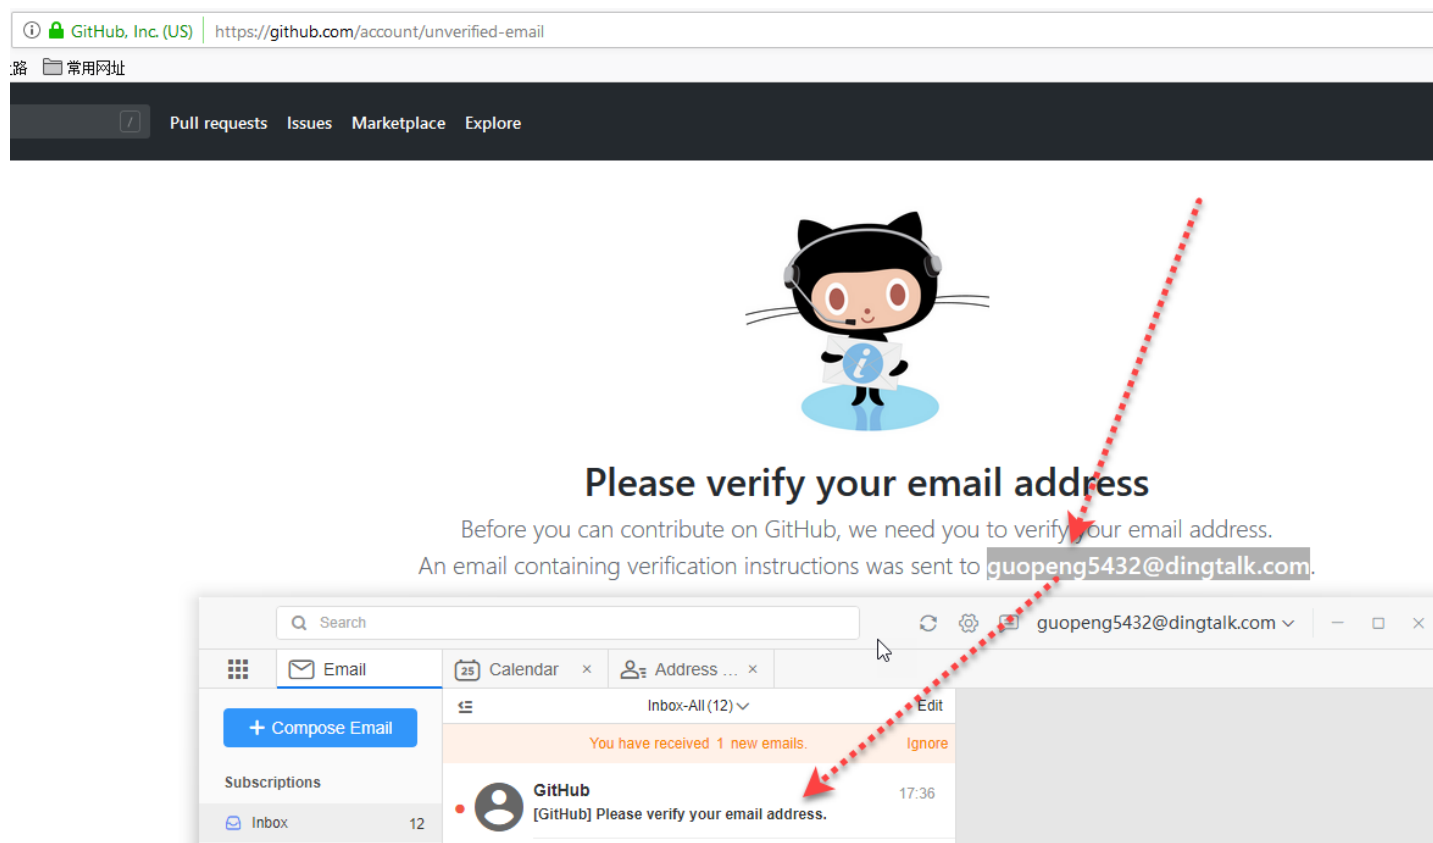 GitHub, Inc. (US) https://github.com/account/unverified-email
路 常用网址
/ Pull requests Issues Marketplace Explore
Please verify your email address
Before you can contribute on GitHub, we need you to verify your email address.
An email containing verification instructions was sent to guopeng5432@dingtalk.com.
Search guopeng5432@dingtalk.com
Email 25 Calendar × Address ... ×
Inbox-All (12) Edit
+ Compose Email
You have received 1 new emails. Ignore
Subscriptions
GitHub 17:36
[GitHub] Please verify your email address.
Inbox 12